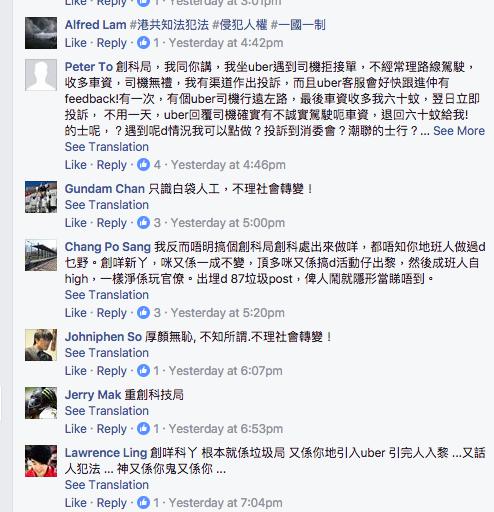 Like · Reply · 1 · Yesterday at 3:01pm
Alfred Lam #港共知法犯法 #侵犯人權 #一國一制
Like · Reply · 1 · Yesterday at 4:42pm
Peter To 創科局，我同你講，我坐uber遇到司機拒接單，不經常理路線駕駛，
收多車資，司機無禮，我有渠道作出投訴，而且uber客服會好快跟進仲有
feedback!有一次，有個uber司機行遠左路，最後車資收多我六十蚊，翌日立即
投訴， 不用一天，uber回覆司機確實有不誠實駕駛呃車資，退回六十蚊給我!
的士呢，？遇到呢d情況我可以點做？投訴到消委會？潮聯的士行？... See More
See Translation
Like · Reply · 4 · Yesterday at 4:46pm
Gundam Chan 只識白袋人工，不理社會轉變！
See Translation
Like · Reply · 3 · Yesterday at 5:00pm
Chang Po Sang 我反而唔明搞個創科局創科處出來做咩，都唔知你地班人做過d
乜野。創咩新丫，咪又係一成不變，頂多咪又係搞d活動仔出黎，然後成班人自
high，一樣淨係玩官僚。出埋d 87垃圾post，俾人鬧就隱形當睇唔到。
See Translation
Like · Reply · 3 · Yesterday at 5:20pm
Johniphen So 厚顏無恥, 不知所謂.不理社會轉變！
See Translation
Like · Reply · 1 · Yesterday at 6:07pm
Jerry Mak 重創科技局
See Translation
Like · Reply · 1 · Yesterday at 6:53pm
Lawrence Ling 創咩科丫 根本就係垃圾局 又係你地引入uber 引完人入黎 ...又話
人犯法 ... 神又係你鬼又係你 ...
See Translation
Like · Reply · 1 · Yesterday at 7:04pm